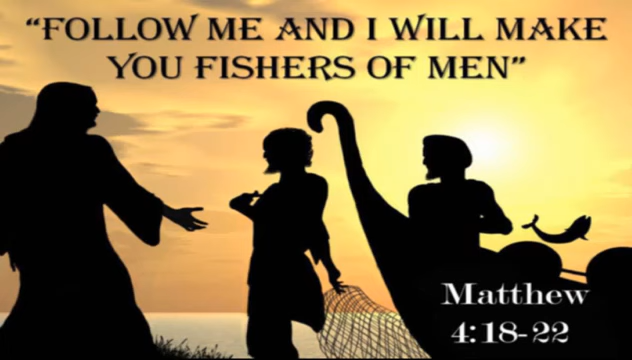 “FOLLOW ME AND I WILL MAKE
YOU FISHERS OF MEN”
Matthew
4:18-22